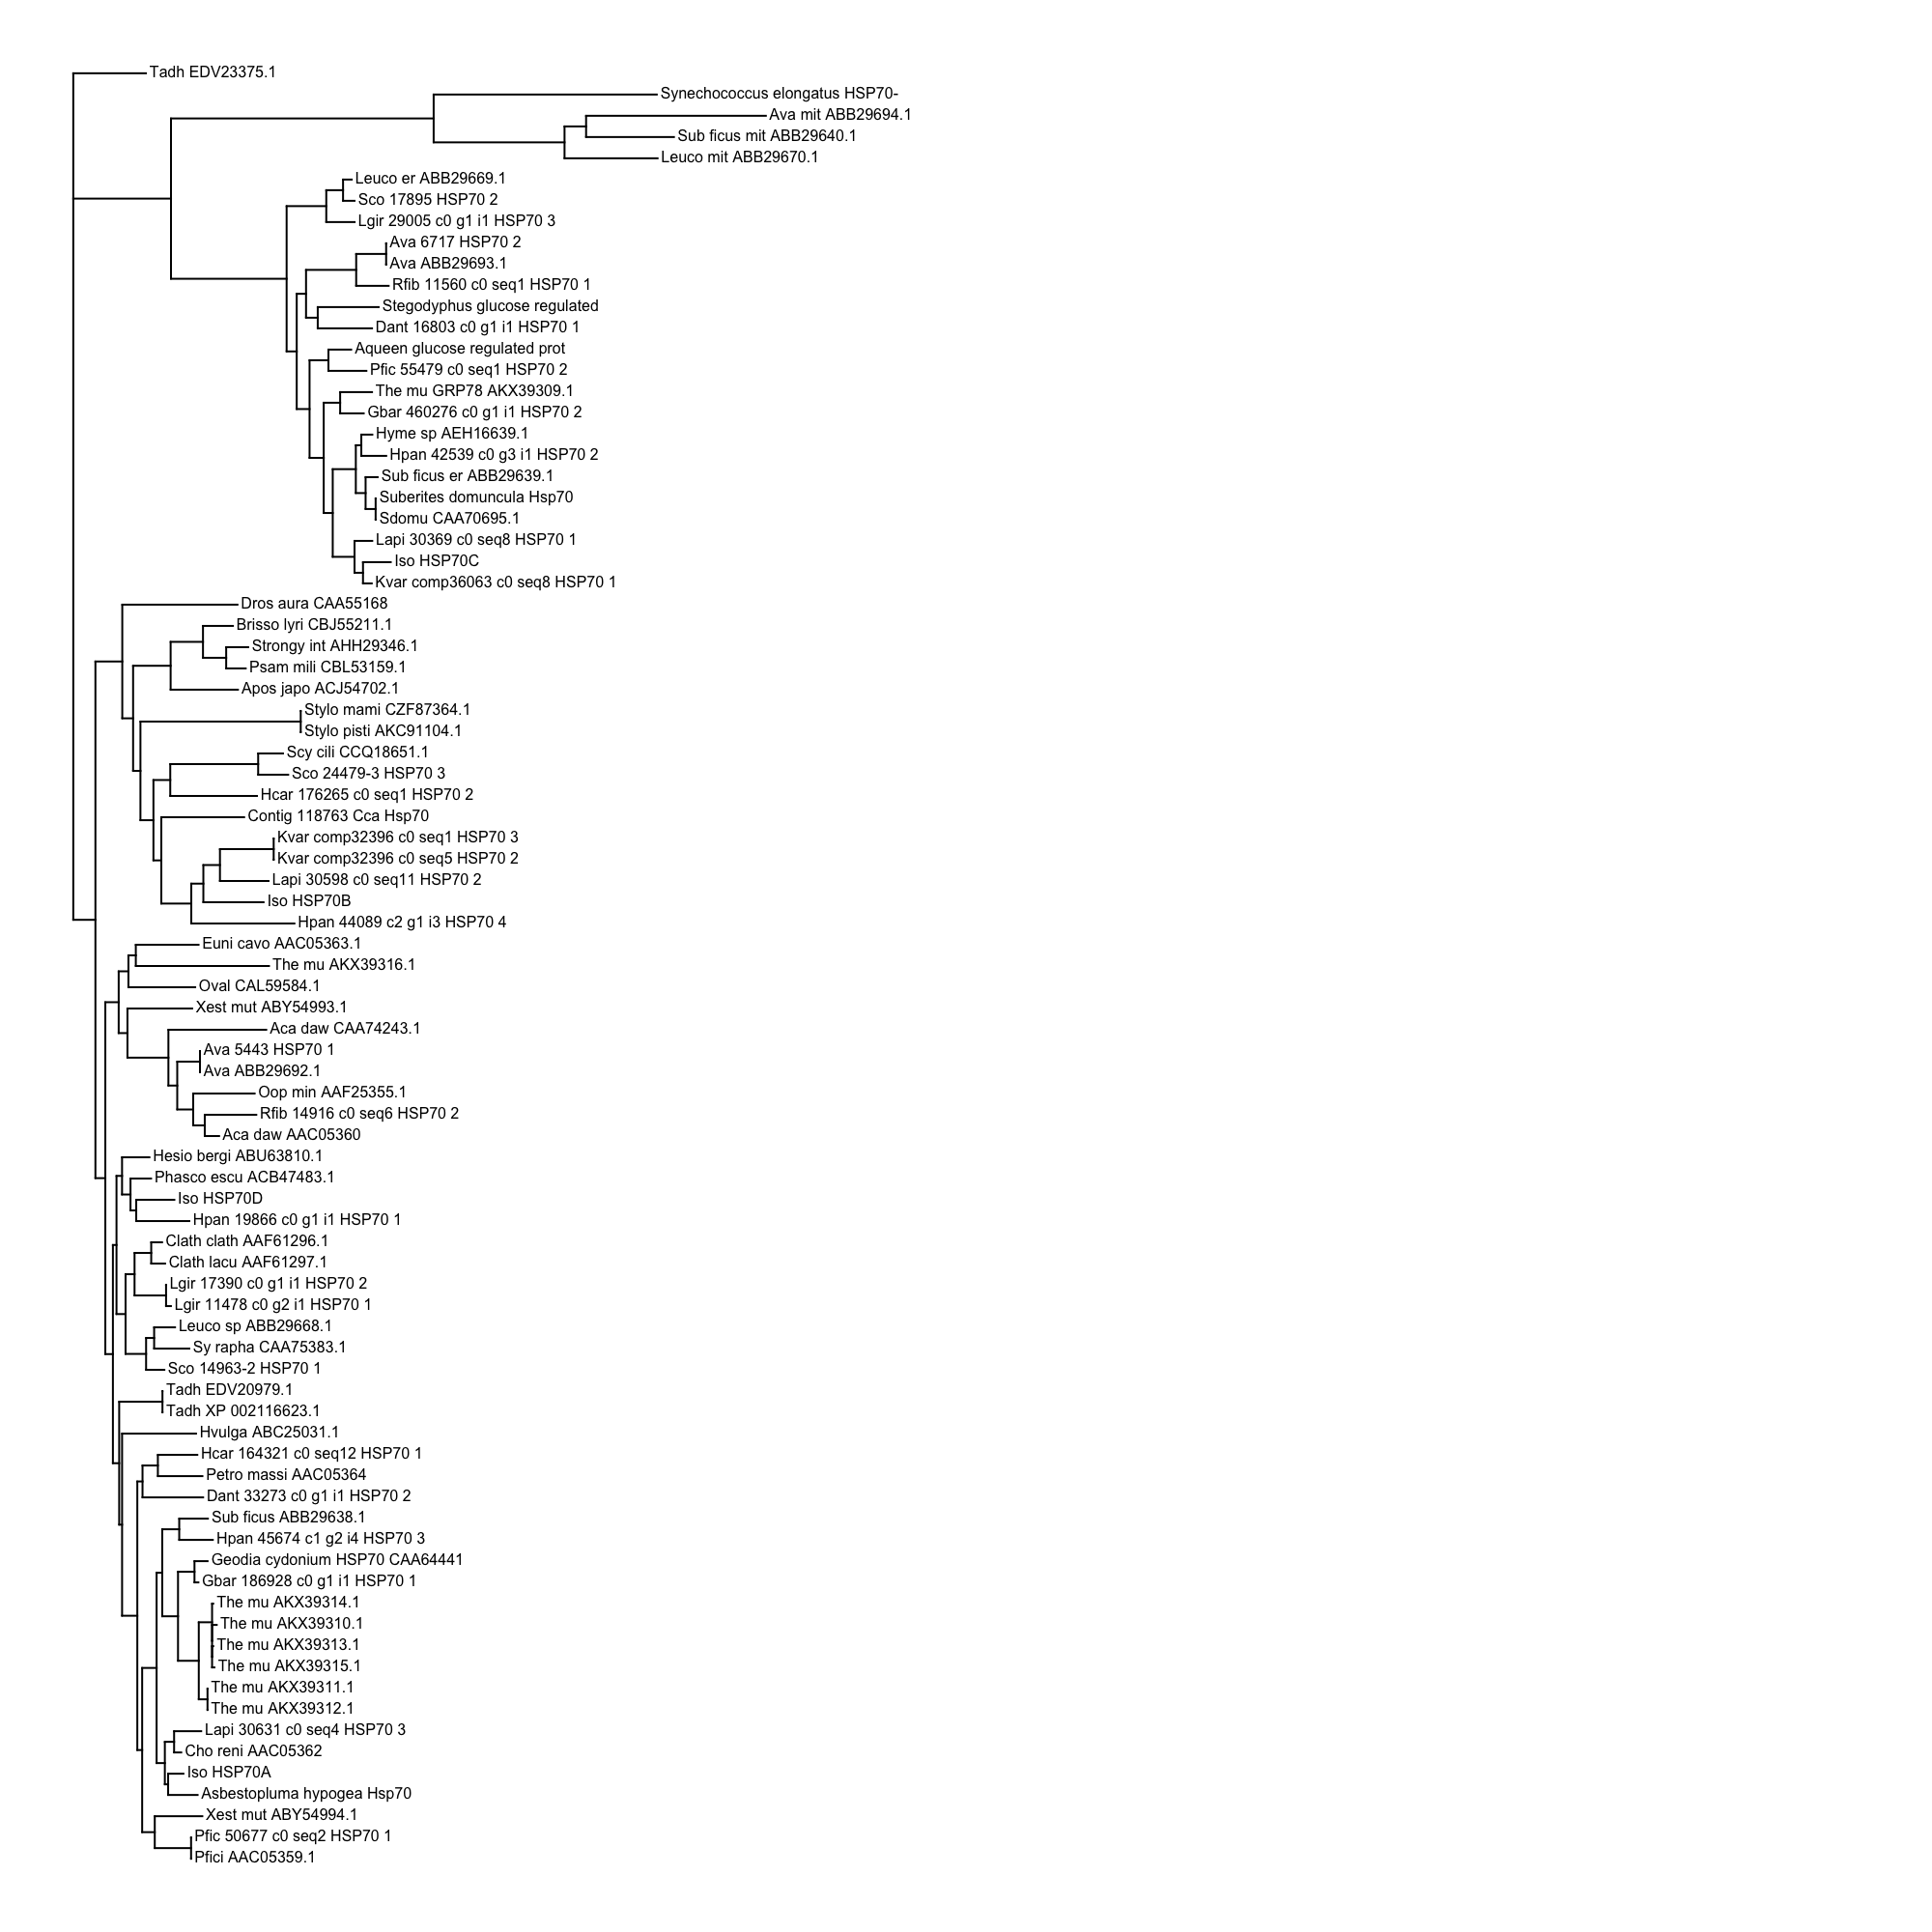 Tadh EDV23375.1
Synechococcus elongatus HSP70-
Ava mit ABB29694.1
Sub ficus mit ABB29640.1
Leuco mit ABB29670.1
Leuco er ABB29669.1
Sco 17895 HSP70 2
Lgir 29005 c0 g1 i1 HSP70 3
Ava 6717 HSP70 2
Ava ABB29693.1
Rfib 11560 c0 seq1 HSP70 1
Stegodyphus glucose regulated
Dant 16803 c0 g1 i1 HSP70 1
Aqueen glucose regulated prot
Pfic 55479 c0 seq1 HSP70 2
The mu GRP78 AKX39309.1
Gbar 460276 c0 g1 i1 HSP70 2
Hyme sp AEH16639.1
Hpan 42539 c0 g3 i1 HSP70 2
Sub ficus er ABB29639.1
Suberites domuncula Hsp70
Sdomu CAA70695.1
Lapi 30369 c0 seq8 HSP70 1
Iso HSP70C
Kvar comp36063 c0 seq8 HSP70 1
Dros aura CAA55168
Brisso lyri CBJ55211.1
Strongy int AHH29346.1
Psam mili CBL53159.1
Apos japo ACJ54702.1
Stylo mami CZF87364.1
Stylo pisti AKC91104.1
Scy cili CCQ18651.1
Sco 24479-3 HSP70 3
Hcar 176265 c0 seq1 HSP70 2
Contig 118763 Cca Hsp70
Kvar comp32396 c0 seq1 HSP70 3
Kvar comp32396 c0 seq5 HSP70 2
Lapi 30598 c0 seq11 HSP70 2
Iso HSP70B
Hpan 44089 c2 g1 i3 HSP70 4
Euni cavo AAC05363.1
The mu AKX39316.1
Oval CAL59584.1
Xest mut ABY54993.1
Aca daw CAA74243.1
Ava 5443 HSP70 1
Ava ABB29692.1
Oop min AAF25355.1
Rfib 14916 c0 seq6 HSP70 2
Aca daw AAC05360
Hesio bergi ABU63810.1
Phasco escu ACB47483.1
Iso HSP70D
Hpan 19866 c0 g1 i1 HSP70 1
Clath clath AAF61296.1
Clath lacu AAF61297.1
Lgir 17390 c0 g1 i1 HSP70 2
Lgir 11478 c0 g2 i1 HSP70 1
Leuco sp ABB29668.1
Sy rapha CAA75383.1
Sco 14963-2 HSP70 1
Tadh EDV20979.1
Tadh XP 002116623.1
Hvulga ABC25031.1
Hcar 164321 c0 seq12 HSP70 1
Petro massi AAC05364
Dant 33273 c0 g1 i1 HSP70 2
Sub ficus ABB29638.1
Hpan 45674 c1 g2 i4 HSP70 3
Geodia cydonium HSP70 CAA64441
Gbar 186928 c0 g1 i1 HSP70 1
The mu AKX39314.1
The mu AKX39310.1
The mu AKX39313.1
The mu AKX39315.1
The mu AKX39311.1
The mu AKX39312.1
Lapi 30631 c0 seq4 HSP70 3
Cho reni AAC05362
Iso HSP70A
Asbestopluma hypogea Hsp70
Xest mut ABY54994.1
Pfic 50677 c0 seq2 HSP70 1
Pfici AAC05359.1